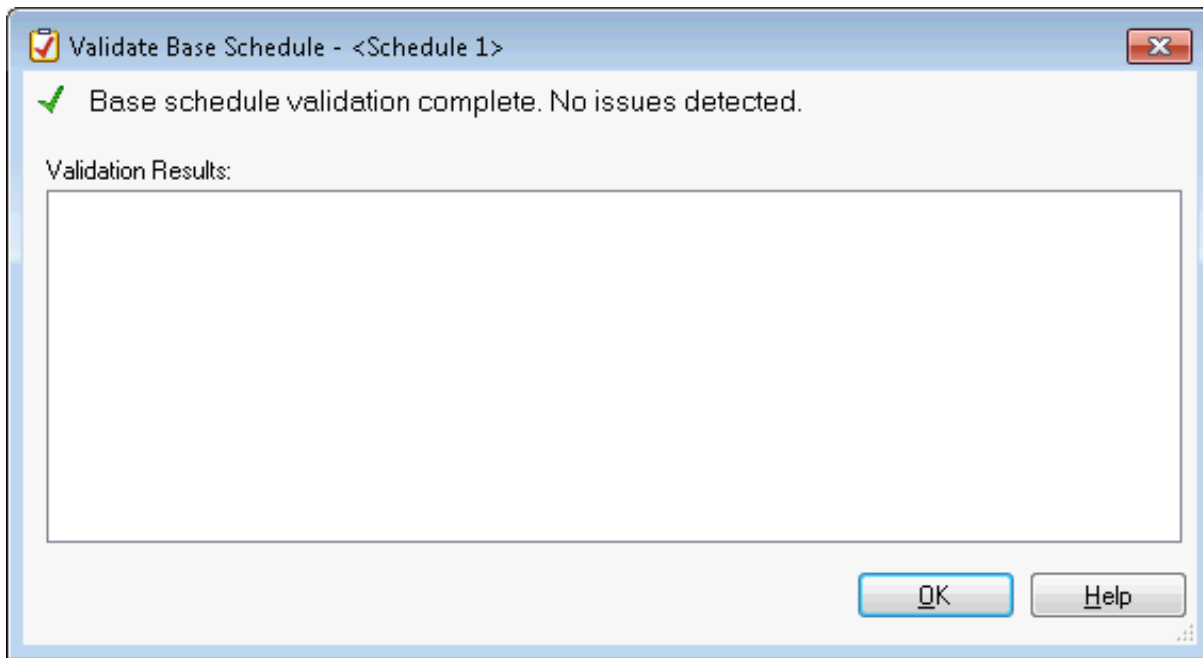 Validate Base Schedule - <Schedule 1>
Base schedule validation complete. No issues detected.
Validation Results:
OK
Help